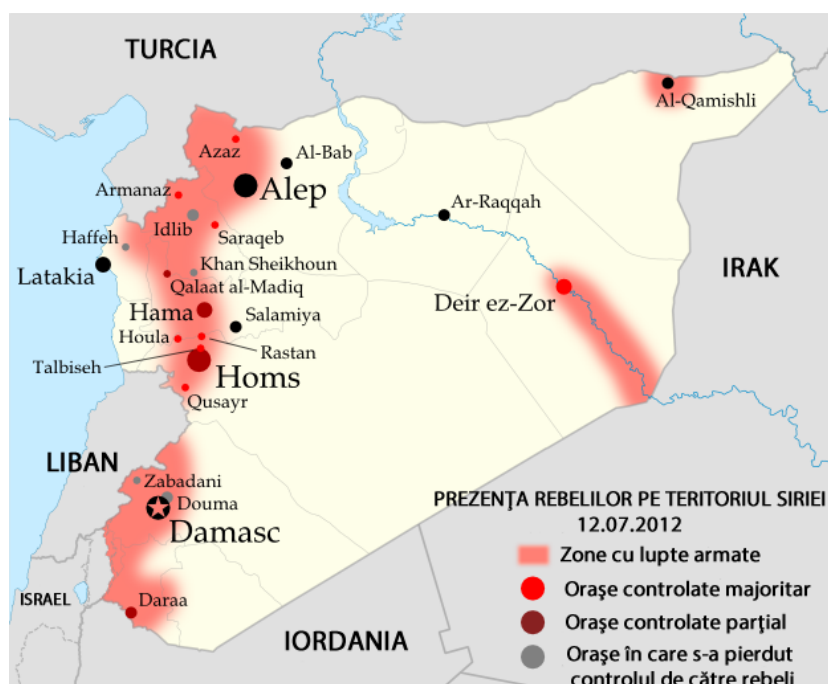 TURCIA
Al-Qamishli
Azaz
Al-Bab
Alep
Armanaz
Ar-Raqqah
Idlib
Saraqeb
Haffeh
Khan Sheikhoun
IRAK
Latakia
Qalaat al-Madiq
Deir ez-Zor
Hama
Salamiya
Houla
Rastan
Talbiseh
Homs
Qusayr
LIBAN
Zabadani
Douma
Damasc
ISRAEL
Daraa
IORDANIA
PREZENŢA REBELILOR PE TERITORIUL SIRIEI
12.07.2012
Zone cu lupte armate
Oraşe controlate majoritar
Oraşe controlate parţial
Oraşe în care s-a pierdut
controlul de către rebeli